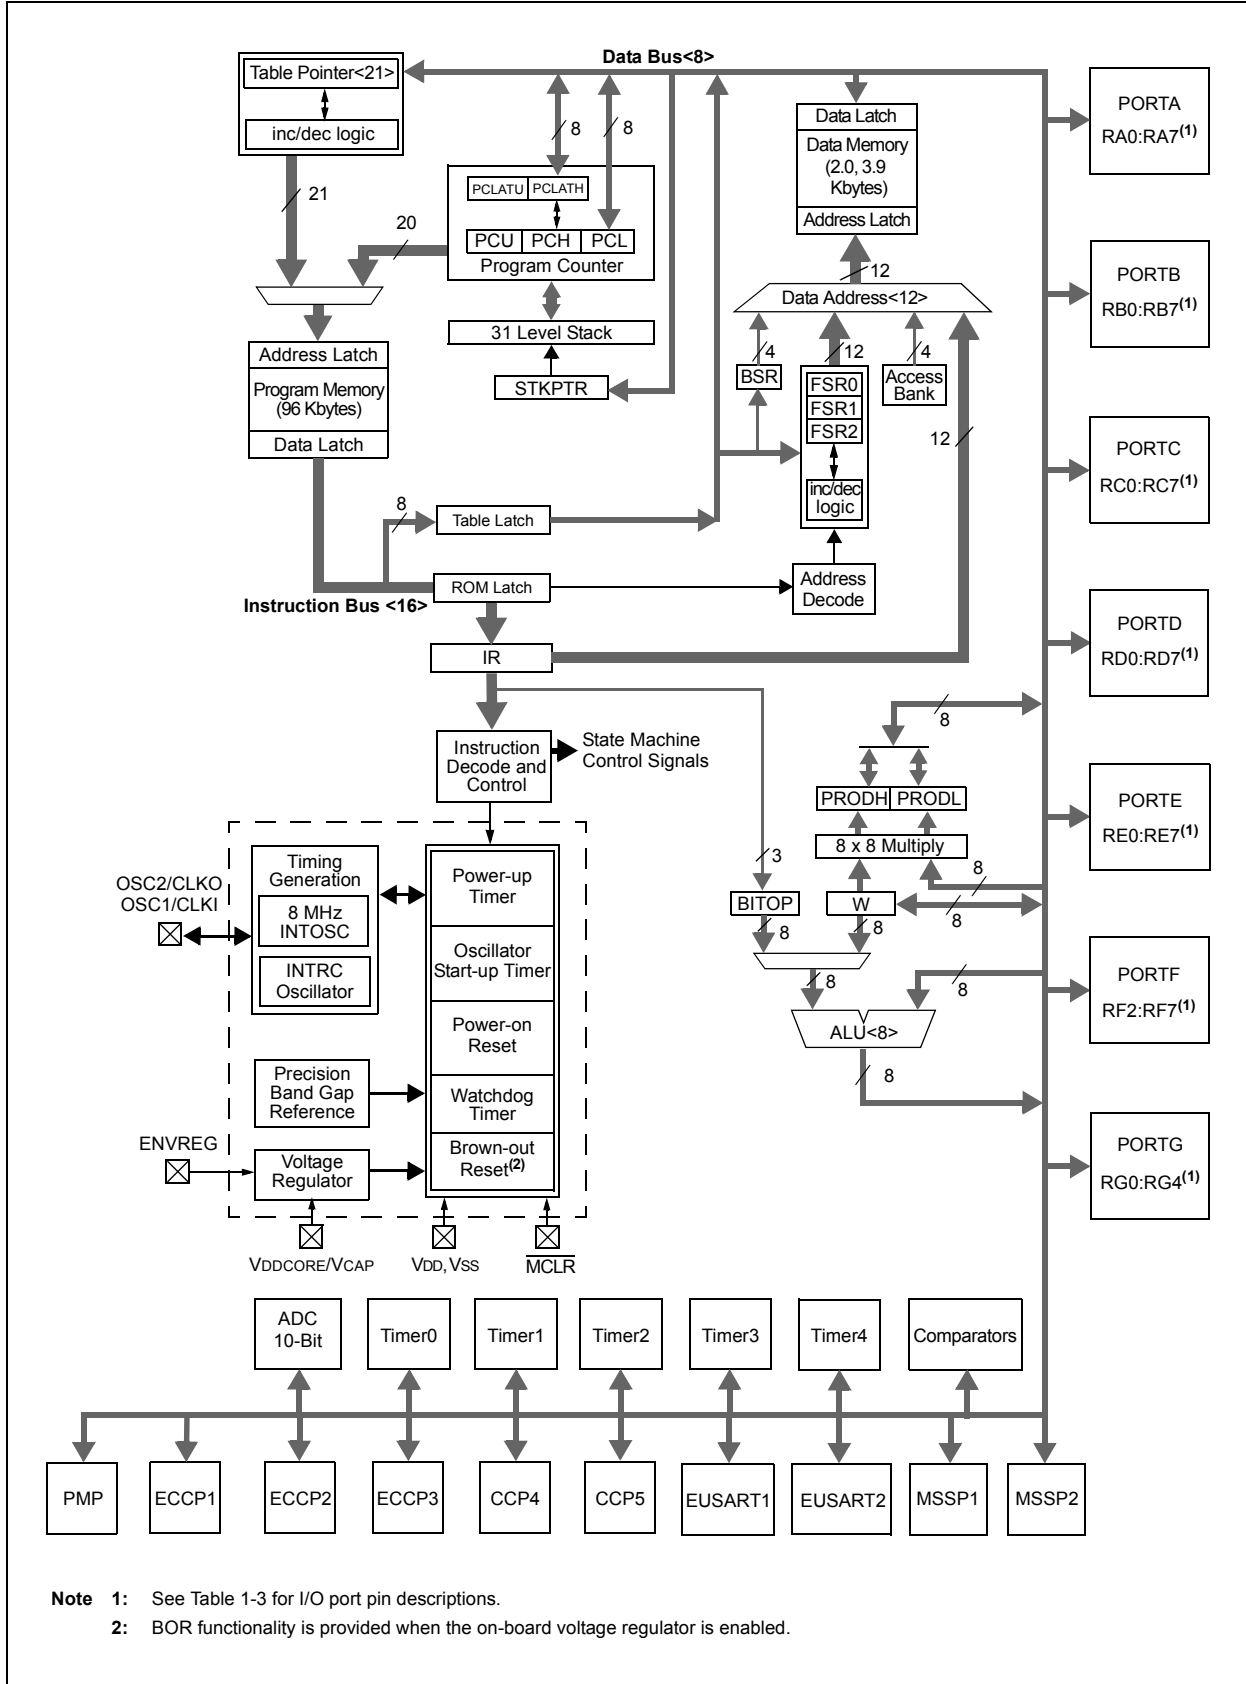 Data Bus<8>
Table Pointer<21>
inc/dec logic
21
8
8
PCLATU
PCLATH
PCU
PCH
PCL
Program Counter
20
31 Level Stack
STKPTR
Address Latch
Program Memory
(96 Kbytes)
Data Latch
8
Table Latch
ROM Latch
Instruction Bus <16>
IR
Data Latch
Data Memory
(2.0, 3.9
Kbytes)
Address Latch
12
Data Address<12>
4
12
4
BSR
FSR0
FSR1
FSR2
inc/dec
logic
Access
Bank
12
Address
Decode
Instruction
Decode and
Control
State Machine
Control Signals
8
PRODH
PRODL
8 x 8 Multiply
3
8
BITOP
W
8
8
8
8
8
ALU<8>
8
OSC2/CLKO
OSC1/CLKI
Timing
Generation
8 MHz
INTOSC
INTRC
Oscillator
Power-up
Timer
Oscillator
Start-up Timer
Power-on
Reset
Watchdog
Timer
Brown-out
Reset(2)
Precision
Band Gap
Reference
ENVREG
Voltage
Regulator
VDDCORE/VCAP
VDD, VSS
MCLR
PORTA
RA0:RA7(1)
PORTB
RB0:RB7(1)
PORTC
RC0:RC7(1)
PORTD
RD0:RD7(1)
PORTE
RE0:RE7(1)
PORTF
RF2:RF7(1)
PORTG
RG0:RG4(1)
ADC
10-Bit
Timer0
Timer1
Timer2
Timer3
Timer4
Comparators
PMP
ECCP1
ECCP2
ECCP3
CCP4
CCP5
EUSART1
EUSART2
MSSP1
MSSP2
Note 1: See Table 1-3 for I/O port pin descriptions.
2: BOR functionality is provided when the on-board voltage regulator is enabled.